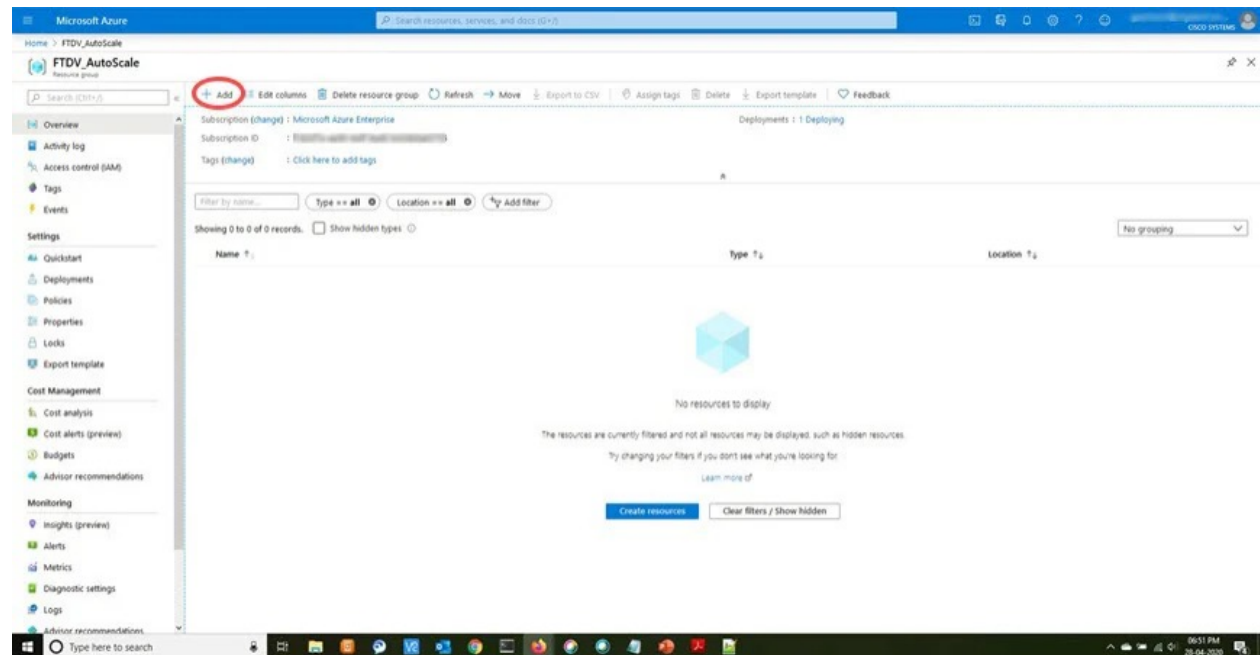 Microsoft Azure
Search resources, services, and docs (G+/)
CISCO SYSTEMS
Home > FTDV_AutoScale
FTDV_AutoScale
Resource group
Search (Ctrl+/)
Add
Edit columns
Delete resource group
Refresh
Move
Export to CSV
Assign tags
Delete
Export template
Feedback
Overview
Activity log
Access control (IAM)
Tags
Events
Settings
Quickstart
Deployments
Policies
Properties
Locks
Export template
Cost Management
Cost analysis
Cost alerts (preview)
Budgets
Advisor recommendations
Monitoring
Insights (preview)
Alerts
Metrics
Diagnostic settings
Logs
Advisor recommendations
Subscription (change) : Microsoft Azure Enterprise
Deployments : 1 Deploying
Subscription ID :
Tags (change) : Click here to add tags
Filter by name...
Type == all
Location == all
Add filter
Showing 0 to 0 of 0 records.
Show hidden types
No grouping
Name
Type
Location
No resources to display
The resources are currently filtered and not all resources may be displayed, such as hidden resources.
Try changing your filters if you don't see what you're looking for.
Learn more
Create resources
Clear filters / Show hidden
Type here to search
06:51 PM
28-04-2020